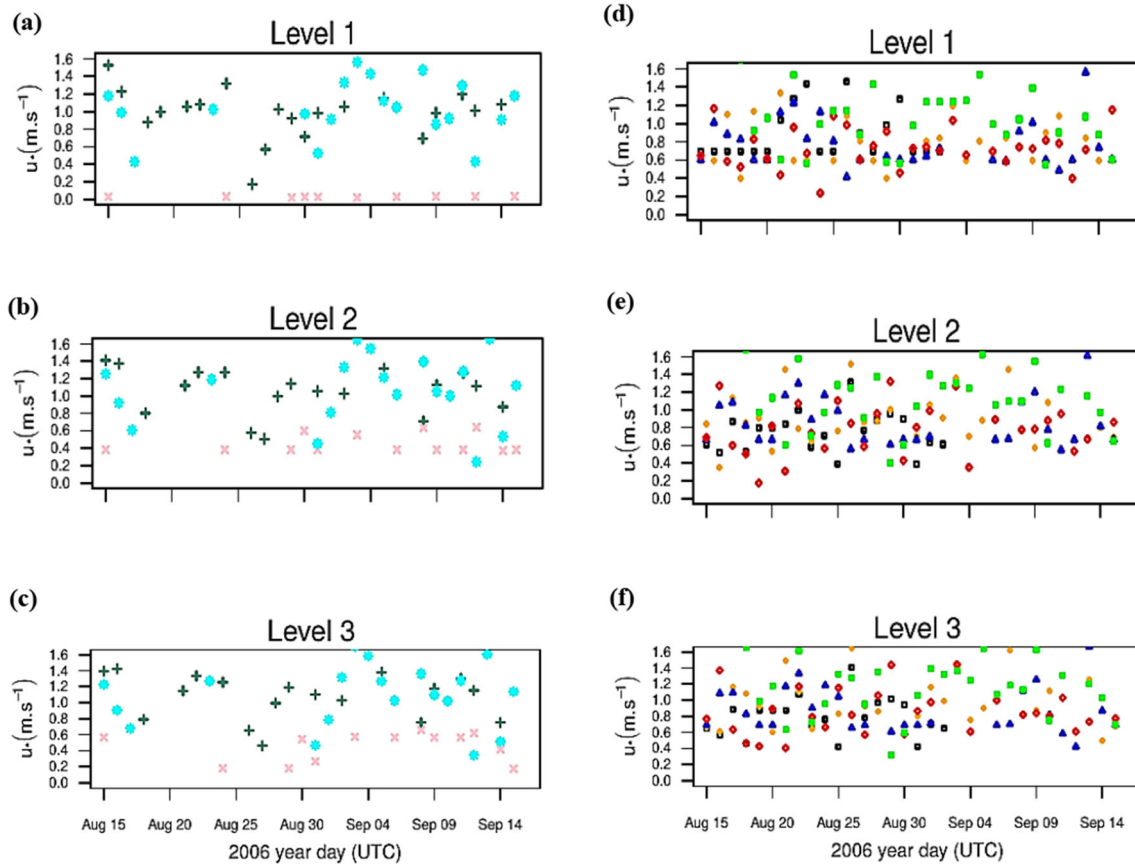 (a)
Level 1
u*(m.s⁻¹)
1.6
1.4
1.2
1.0
0.8
0.6
0.4
0.2
0.0
(d)
Level 1
u*(m.s⁻¹)
1.6
1.4
1.2
1.0
0.8
0.6
0.4
0.2
0.0
(b)
Level 2
u*(m.s⁻¹)
1.6
1.4
1.2
1.0
0.8
0.6
0.4
0.2
0.0
(e)
Level 2
u*(m.s⁻¹)
1.6
1.4
1.2
1.0
0.8
0.6
0.4
0.2
0.0
(c)
Level 3
u*(m.s⁻¹)
1.6
1.4
1.2
1.0
0.8
0.6
0.4
0.2
0.0
Aug 15 Aug 20 Aug 25 Aug 30 Sep 04 Sep 09 Sep 14
2006 year day (UTC)
(f)
Level 3
u*(m.s⁻¹)
1.6
1.4
1.2
1.0
0.8
0.6
0.4
0.2
0.0
Aug 15 Aug 20 Aug 25 Aug 30 Sep 04 Sep 09 Sep 14
2006 year day (UTC)